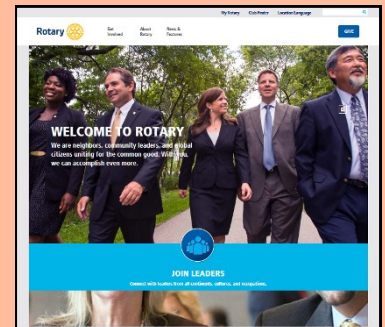 My Rotary Club Finder Location/Language
Rotary
Get Involved
About Rotary
News & Features
GIVE
WELCOME TO ROTARY
We are neighbors, community leaders, and global
citizens uniting for the common good. With you,
we can accomplish even more.
JOIN LEADERS
Connect with leaders from all continents, cultures, and occupations.